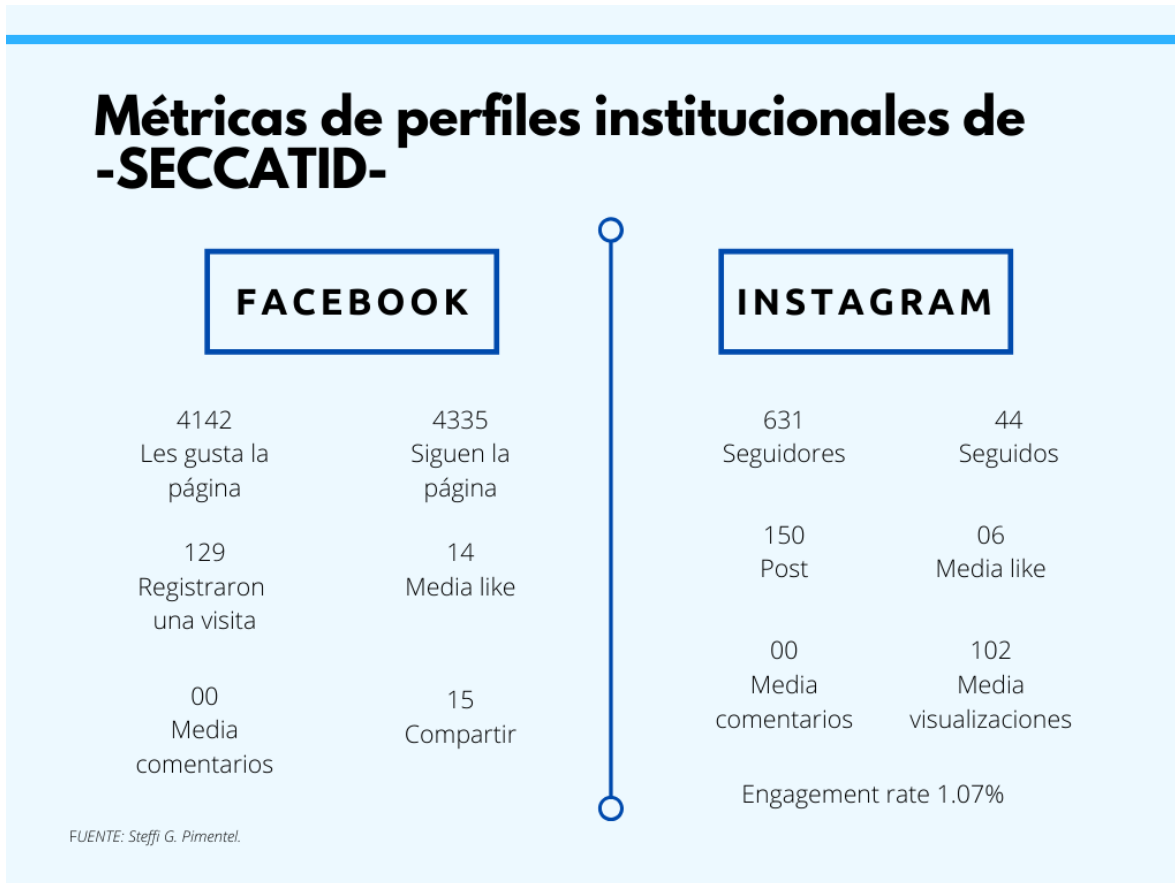 Métricas de perfiles institucionales de
-SECCATID-
FACEBOOK
4142
Les gusta la
página
4335
Siguen la
página
129
Registraron
una visita
14
Media like
00
Media
comentarios
15
Compartir
INSTAGRAM
631
Seguidores
44
Seguidos
150
Post
06
Media like
00
Media
comentarios
102
Media
visualizaciones
Engagement rate 1.07%
FUENTE: Steffi G. Pimentel.